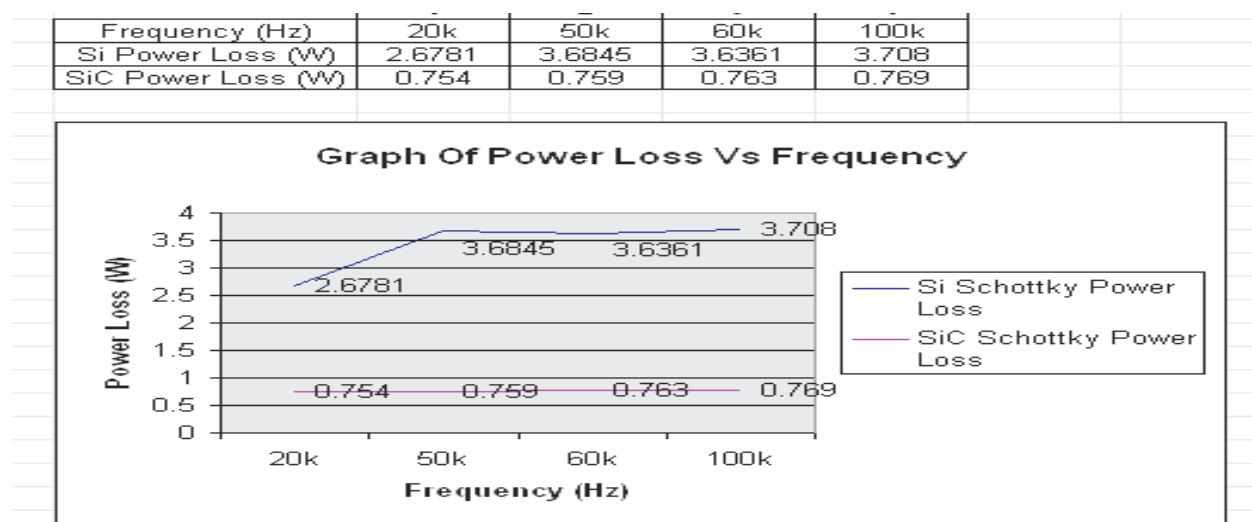 Frequency (Hz) 20k 50k 60k 100k
Si Power Loss (W) 2.6781 3.6845 3.6361 3.708
SiC Power Loss (W) 0.754 0.759 0.763 0.769
Graph Of Power Loss Vs Frequency
Power Loss (W)
4
3.5
3
2.5
2
1.5
1
0.5
0
2.6781 3.6845 3.6361 3.708
0.754 0.759 0.763 0.769
20k 50k 60k 100k
Frequency (Hz)
Si Schottky Power
Loss
SiC Schottky Power
Loss